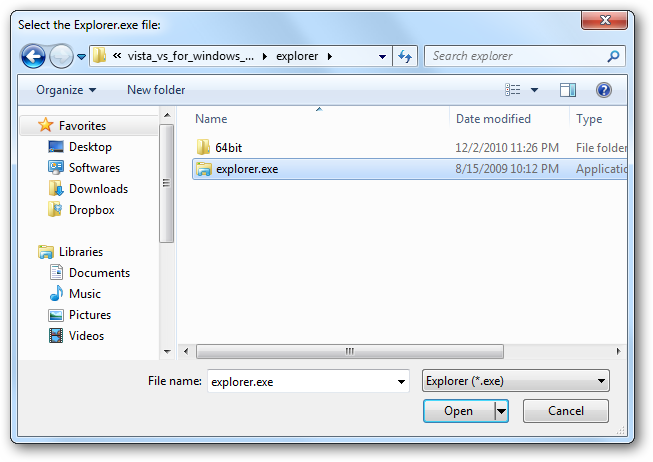 Select the Explorer.exe file:
« vista_vs_for_windows_... explorer Search explorer
Organize New folder
Name Date modified Type
Favorites
Desktop
Softwares
Downloads
Dropbox
Libraries
Documents
Music
Pictures
Videos
64bit 12/2/2010 11:26 PM File folder
explorer.exe 8/15/2009 10:12 PM Applicatio
File name: explorer.exe Explorer (*.exe)
Open Cancel